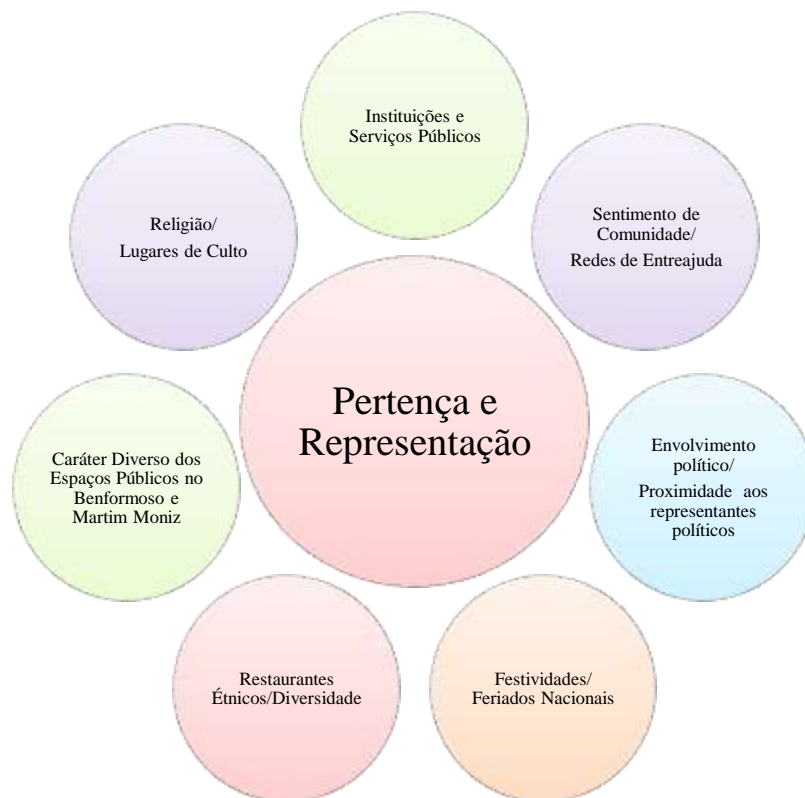 Instituições e
Serviços Públicos
Religião/
Lugares de Culto
Sentimento de
Comunidade/
Redes de Entreajuda
Pertença e
Representação
Caráter Diverso dos
Espaços Públicos no
Benformoso e
Martim Moniz
Envolvimento
político/
Proximidade aos
representantes
políticos
Restaurantes
Étnicos/Diversidade
Festividades/
Feriados Nacionais